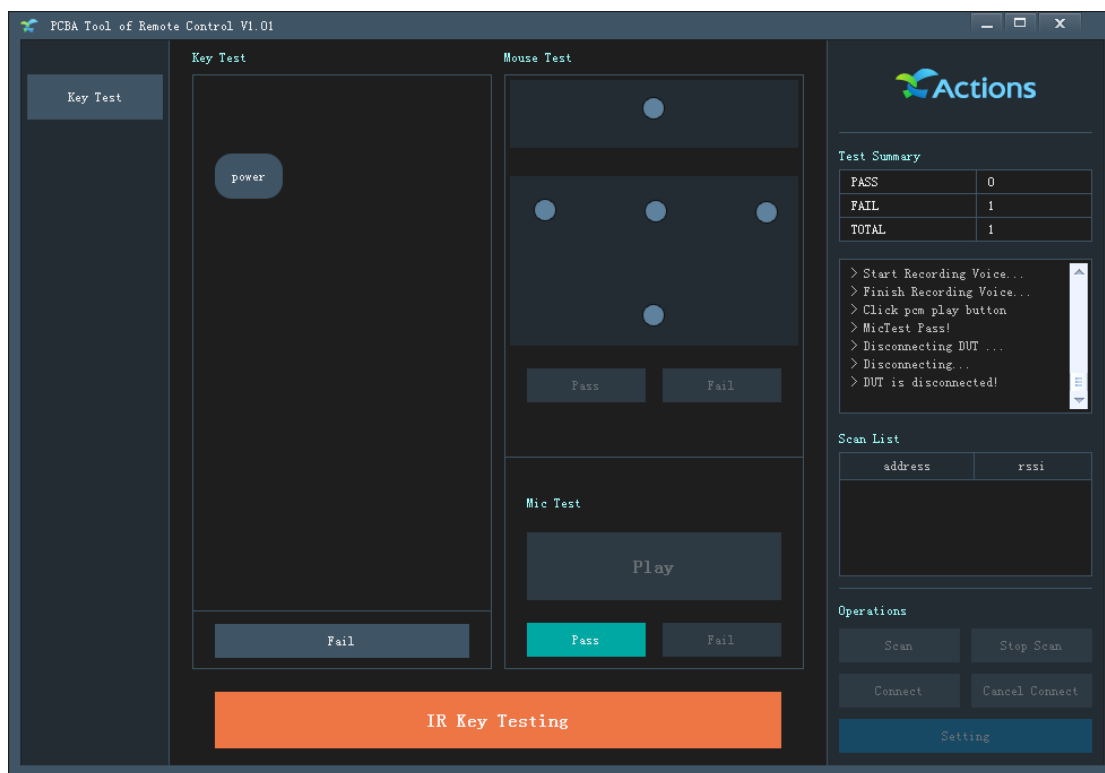 PCBA Tool of Remote Control V1.01
Key Test
Key Test
power
Fail
Mouse Test
Pass Fail
Mic Test
Play
Pass Fail
IR Key Testing
Actions
Test Summary
PASS 0
FAIL 1
TOTAL 1
> Start Recording Voice...
> Finish Recording Voice...
> Click pcm play button
> MicTest Pass!
> Disconnecting DUT ...
> Disconnecting...
> DUT is disconnected!
Scan List
address rssi
Operations
Scan Stop Scan
Connect Cancel Connect
Setting